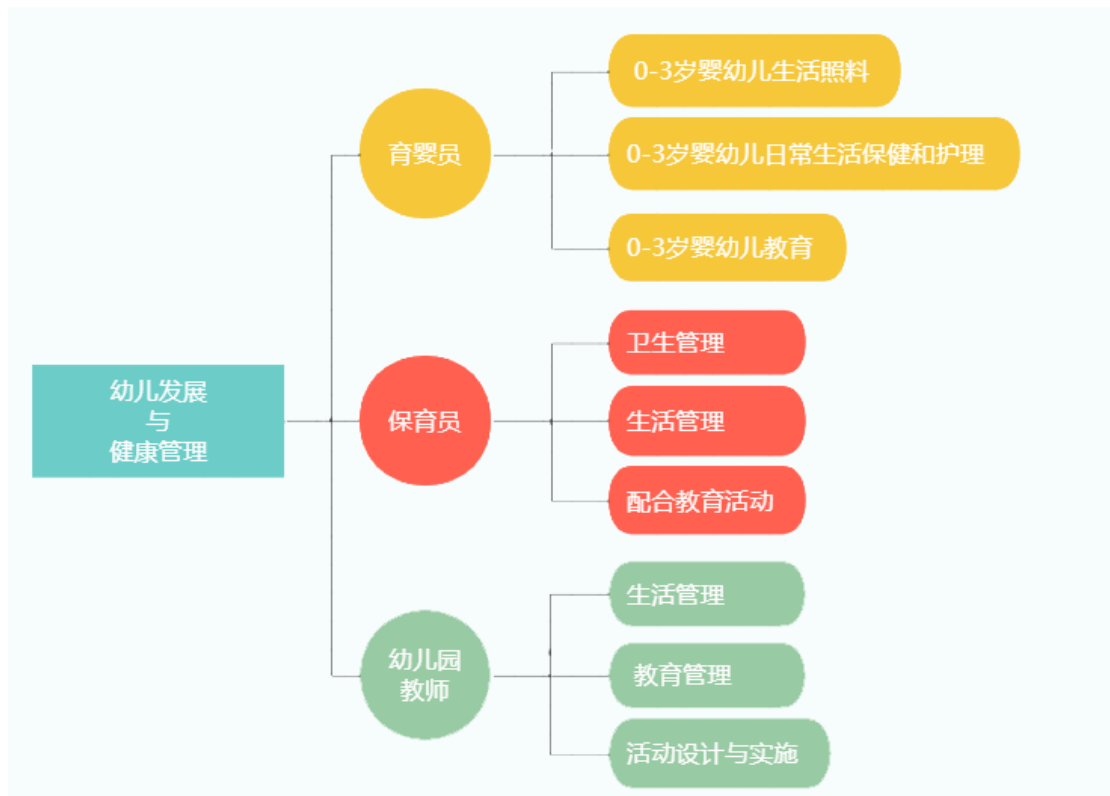 幼儿发展
与
健康管理
育婴员
0-3岁婴幼儿生活照料
0-3岁婴幼儿日常生活保健和护理
0-3岁婴幼儿教育
保育员
卫生管理
生活管理
配合教育活动
幼儿园
教师
生活管理
教育管理
活动设计与实施